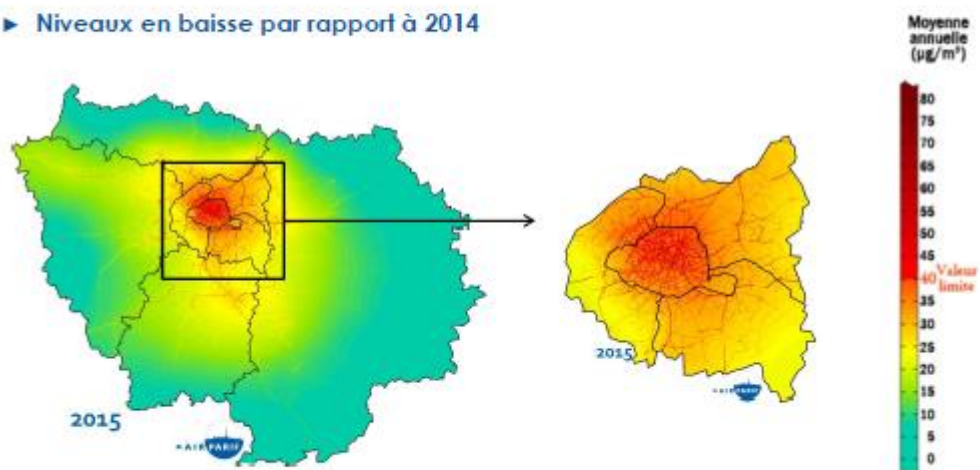 ► Niveaux en baisse par rapport à 2014
Moyenne
annuelle
(µg/m³)
80
75
70
65
60
55
50
45
40 Valeur
limite
35
30
25
20
15
10
5
0
2015
AIRPARIF
2015
AIRPARIF